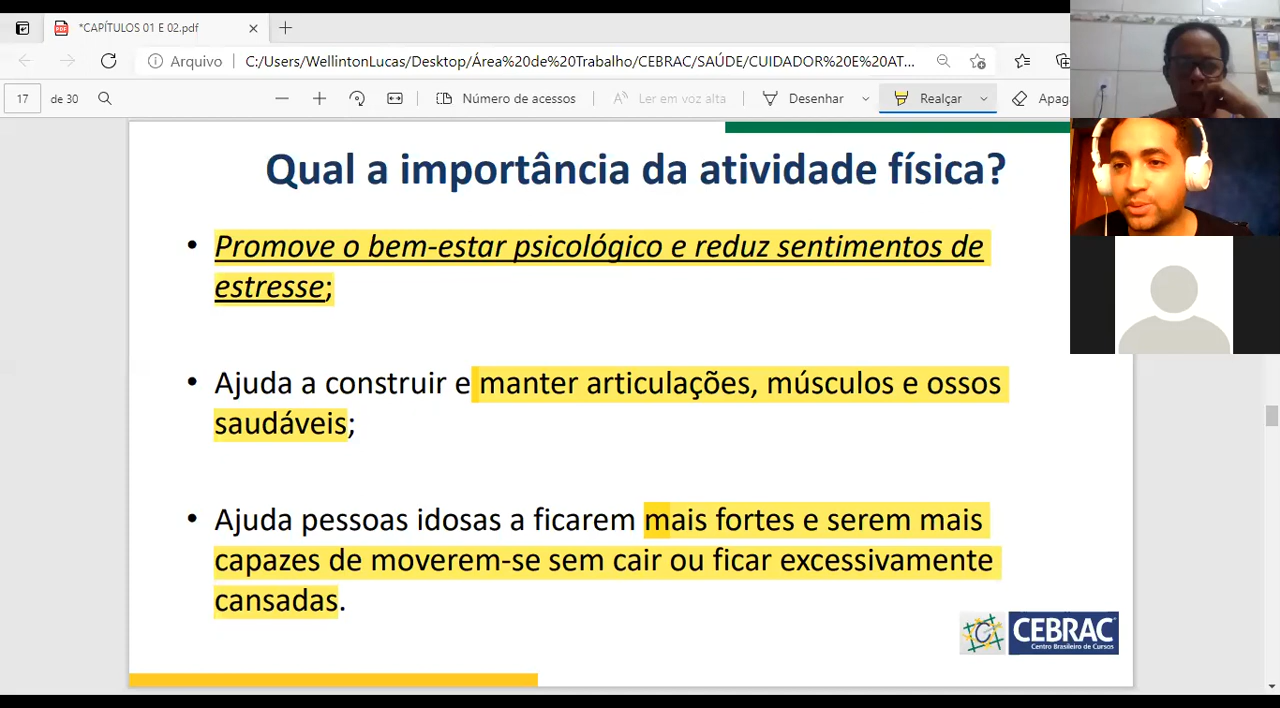 *CAPÍTULOS 01 E 02.pdf
Arquivo C:/Users/WellintonLucas/Desktop/Área%20de%20Trabalho/CEBRAC/SAÚDE/CUIDADOR%20E%20AT...
17 de 30 Número de acessos Ler em voz alta Desenhar Realçar Apag
Qual a importância da atividade física?
• Promove o bem-estar psicológico e reduz sentimentos de
estresse;
• Ajuda a construir e manter articulações, músculos e ossos
saudáveis;
• Ajuda pessoas idosas a ficarem mais fortes e serem mais
capazes de moverem-se sem cair ou ficar excessivamente
cansadas.
CEBRAC
Centro Brasileiro de Cursos